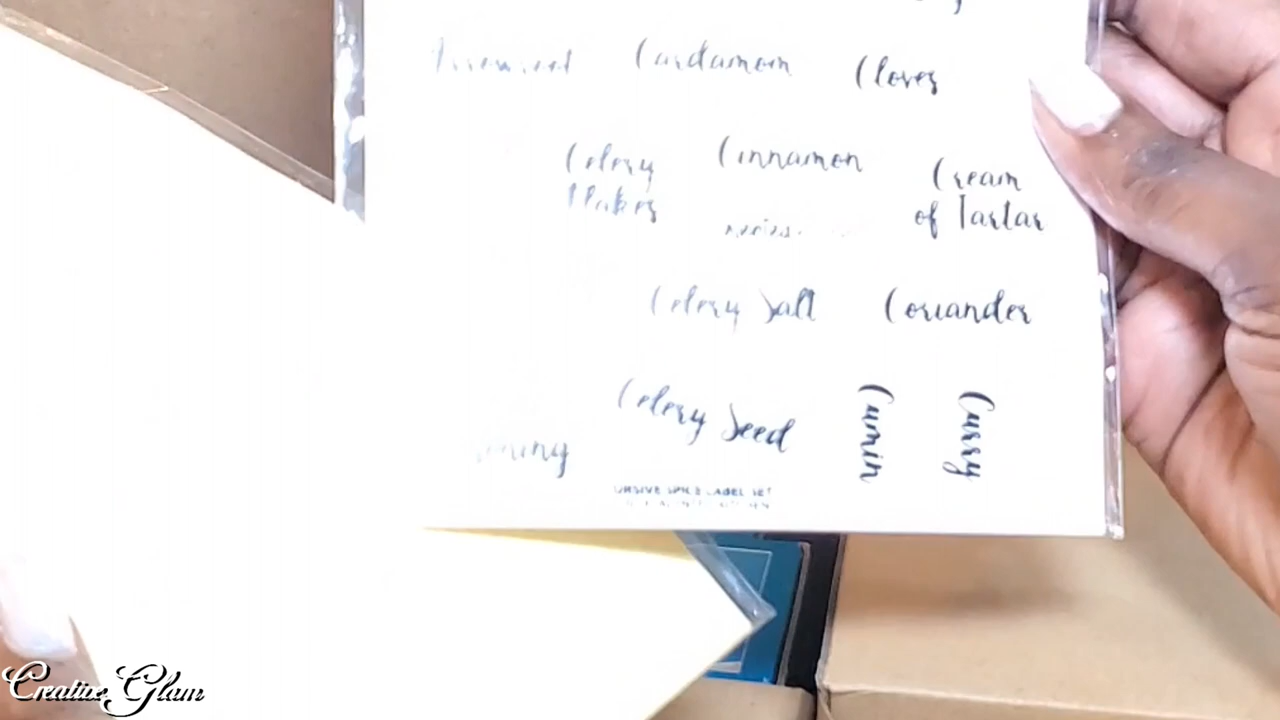 Arrowroot Cardamom Cloves
Celery Cinnamon Cream
Flakes of Tartar
Celery Salt Coriander
Celery Seed Cumin Curry
CURSIVE SPICE LABEL SET
Creative Glam